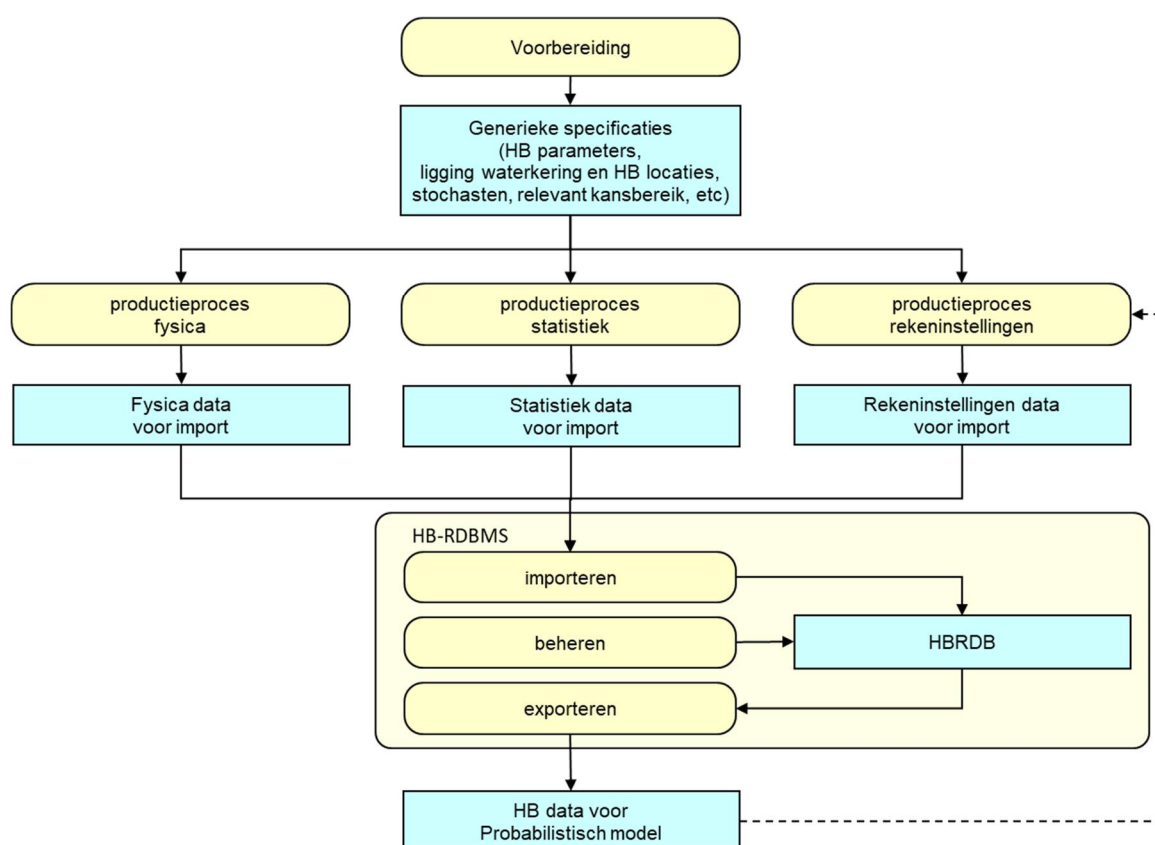 Voorbereiding
Generieke specificaties
(HB parameters,
ligging waterkering en HB locaties,
stochasten, relevant kansbereik, etc)
productieproces
fysica
productieproces
statistiek
productieproces
rekeninstellingen
Fysica data
voor import
Statistiek data
voor import
Rekeninstellingen data
voor import
HB-RDBMS
importeren
beheren
HBRDB
exporteren
HB data voor
Probabilistisch model